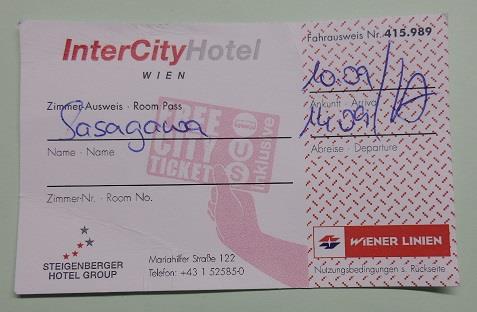 InterCityHotel
WIEN
Fahrausweis Nr. 415.989
Zimmer-Ausweis · Room Pass
Sasagawa
Name · Name
Zimmer-Nr. · Room No.
FREE
CITY
TICKET
U
S
inklusive
10.09
Ankunft · Arrival
14.09
Abreise · Departure
STEIGENBERGER
HOTEL GROUP
Mariahilfer Straße 122
Telefon: +43 1 52585-0
WIENER LINIEN
Nutzungsbedingungen s. Rückseite